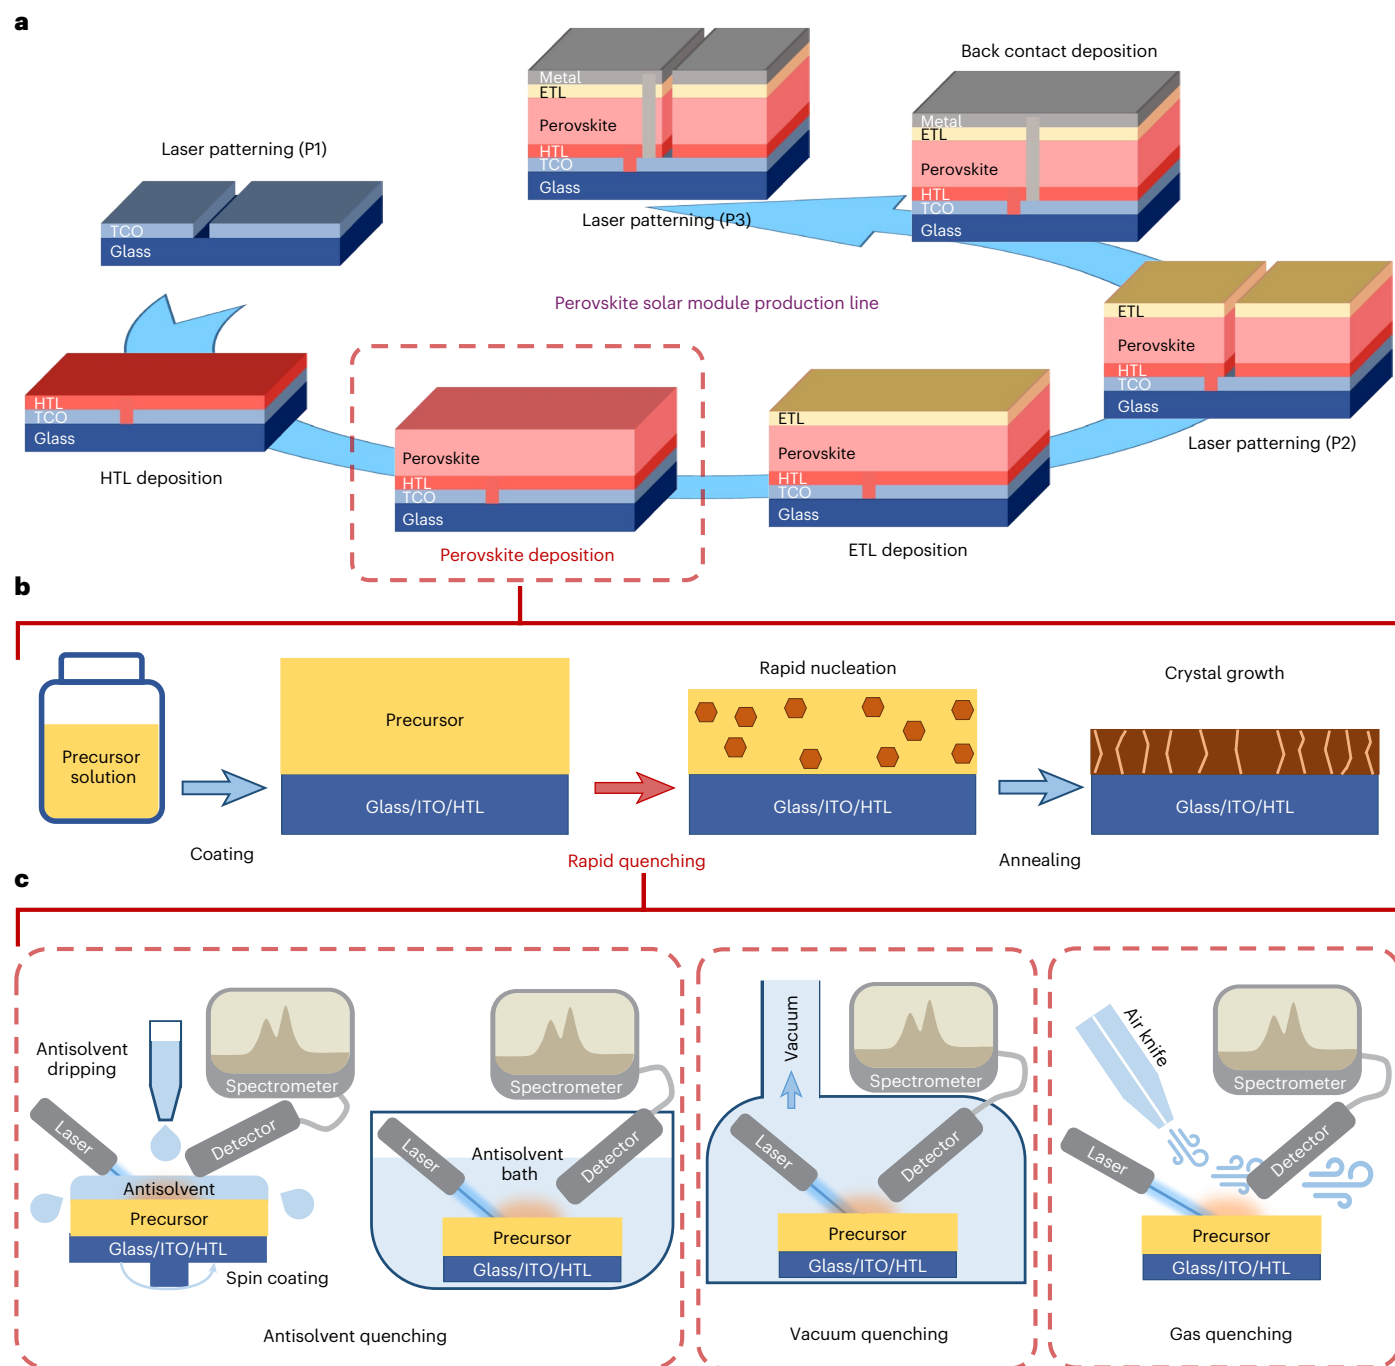 a
Back contact deposition
Metal
ETL
Perovskite
HTL
TCO
Glass
Laser patterning (P3)
Metal
ETL
Perovskite
HTL
TCO
Glass
Laser patterning (P1)
TCO
Glass
Perovskite solar module production line
ETL
Perovskite
HTL
TCO
Glass
Laser patterning (P2)
HTL
TCO
Glass
HTL deposition
Perovskite
HTL
TCO
Glass
Perovskite deposition
ETL
Perovskite
HTL
TCO
Glass
ETL deposition
b
Precursor
solution
Coating
Precursor
Glass/ITO/HTL
Rapid quenching
Rapid nucleation
Glass/ITO/HTL
Annealing
Crystal growth
Glass/ITO/HTL
c
Antisolvent
dripping
Spectrometer
Laser
Detector
Antisolvent
Precursor
Glass/ITO/HTL
Spin coating
Spectrometer
Laser
Antisolvent
bath
Detector
Precursor
Glass/ITO/HTL
Antisolvent quenching
Vacuum
Spectrometer
Laser
Detector
Precursor
Glass/ITO/HTL
Vacuum quenching
Air knife
Spectrometer
Laser
Detector
Precursor
Glass/ITO/HTL
Gas quenching